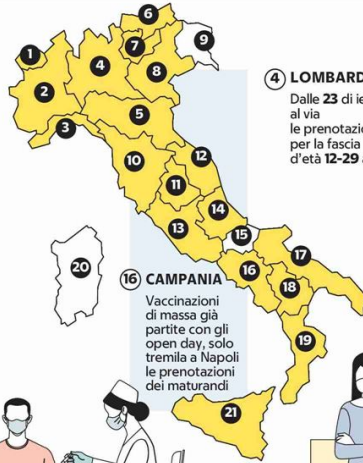 6
9
1
7
4
8
2
5
3
10
12
11
14
13
15
17
16
18
20
19
21
4 LOMBARD
Dalle 23 di ie
al via
le prenotazio
per la fascia
d'età 12-29 a
16 CAMPANIA
Vaccinazioni
di massa già
partite con gli
open day, solo
tremila a Napoli
le prenotazioni
dei maturandi